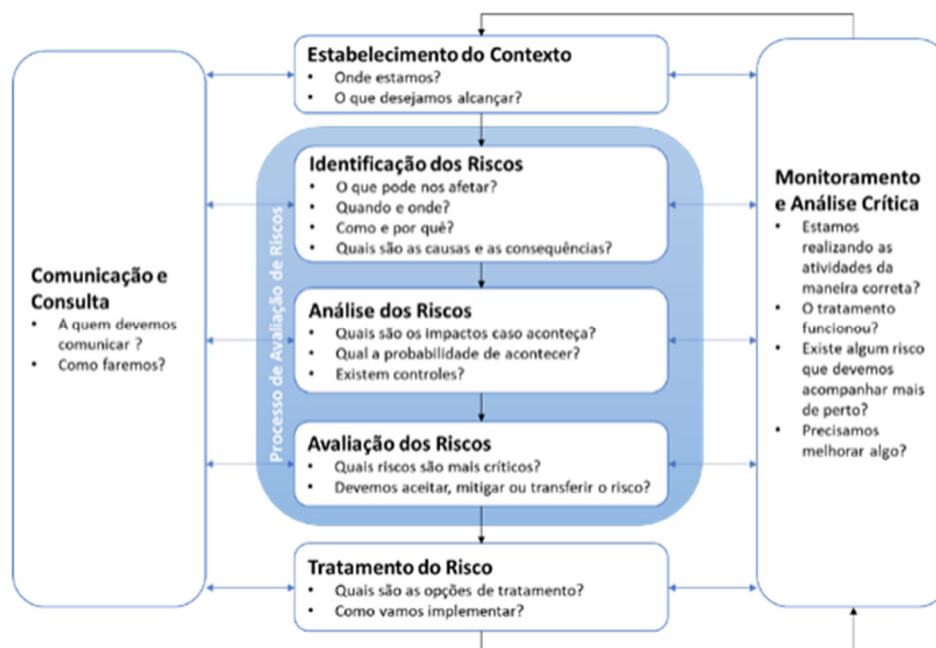 Estabelecimento do Contexto
• Onde estamos?
• O que desejamos alcançar?
Processo de Avaliação de Riscos
Identificação dos Riscos
• O que pode nos afetar?
• Quando e onde?
• Como e por quê?
• Quais são as causas e as consequências?
Análise dos Riscos
• Quais são os impactos caso aconteça?
• Qual a probabilidade de acontecer?
• Existem controles?
Avaliação dos Riscos
• Quais riscos são mais críticos?
• Devemos aceitar, mitigar ou transferir o risco?
Tratamento do Risco
• Quais são as opções de tratamento?
• Como vamos implementar?
Comunicação e
Consulta
• A quem devemos
comunicar ?
• Como faremos?
Monitoramento
e Análise Crítica
• Estamos
realizando as
atividades da
maneira correta?
• O tratamento
funcionou?
• Existe algum risco
que devemos
acompanhar mais
de perto?
• Precisamos
melhorar algo?